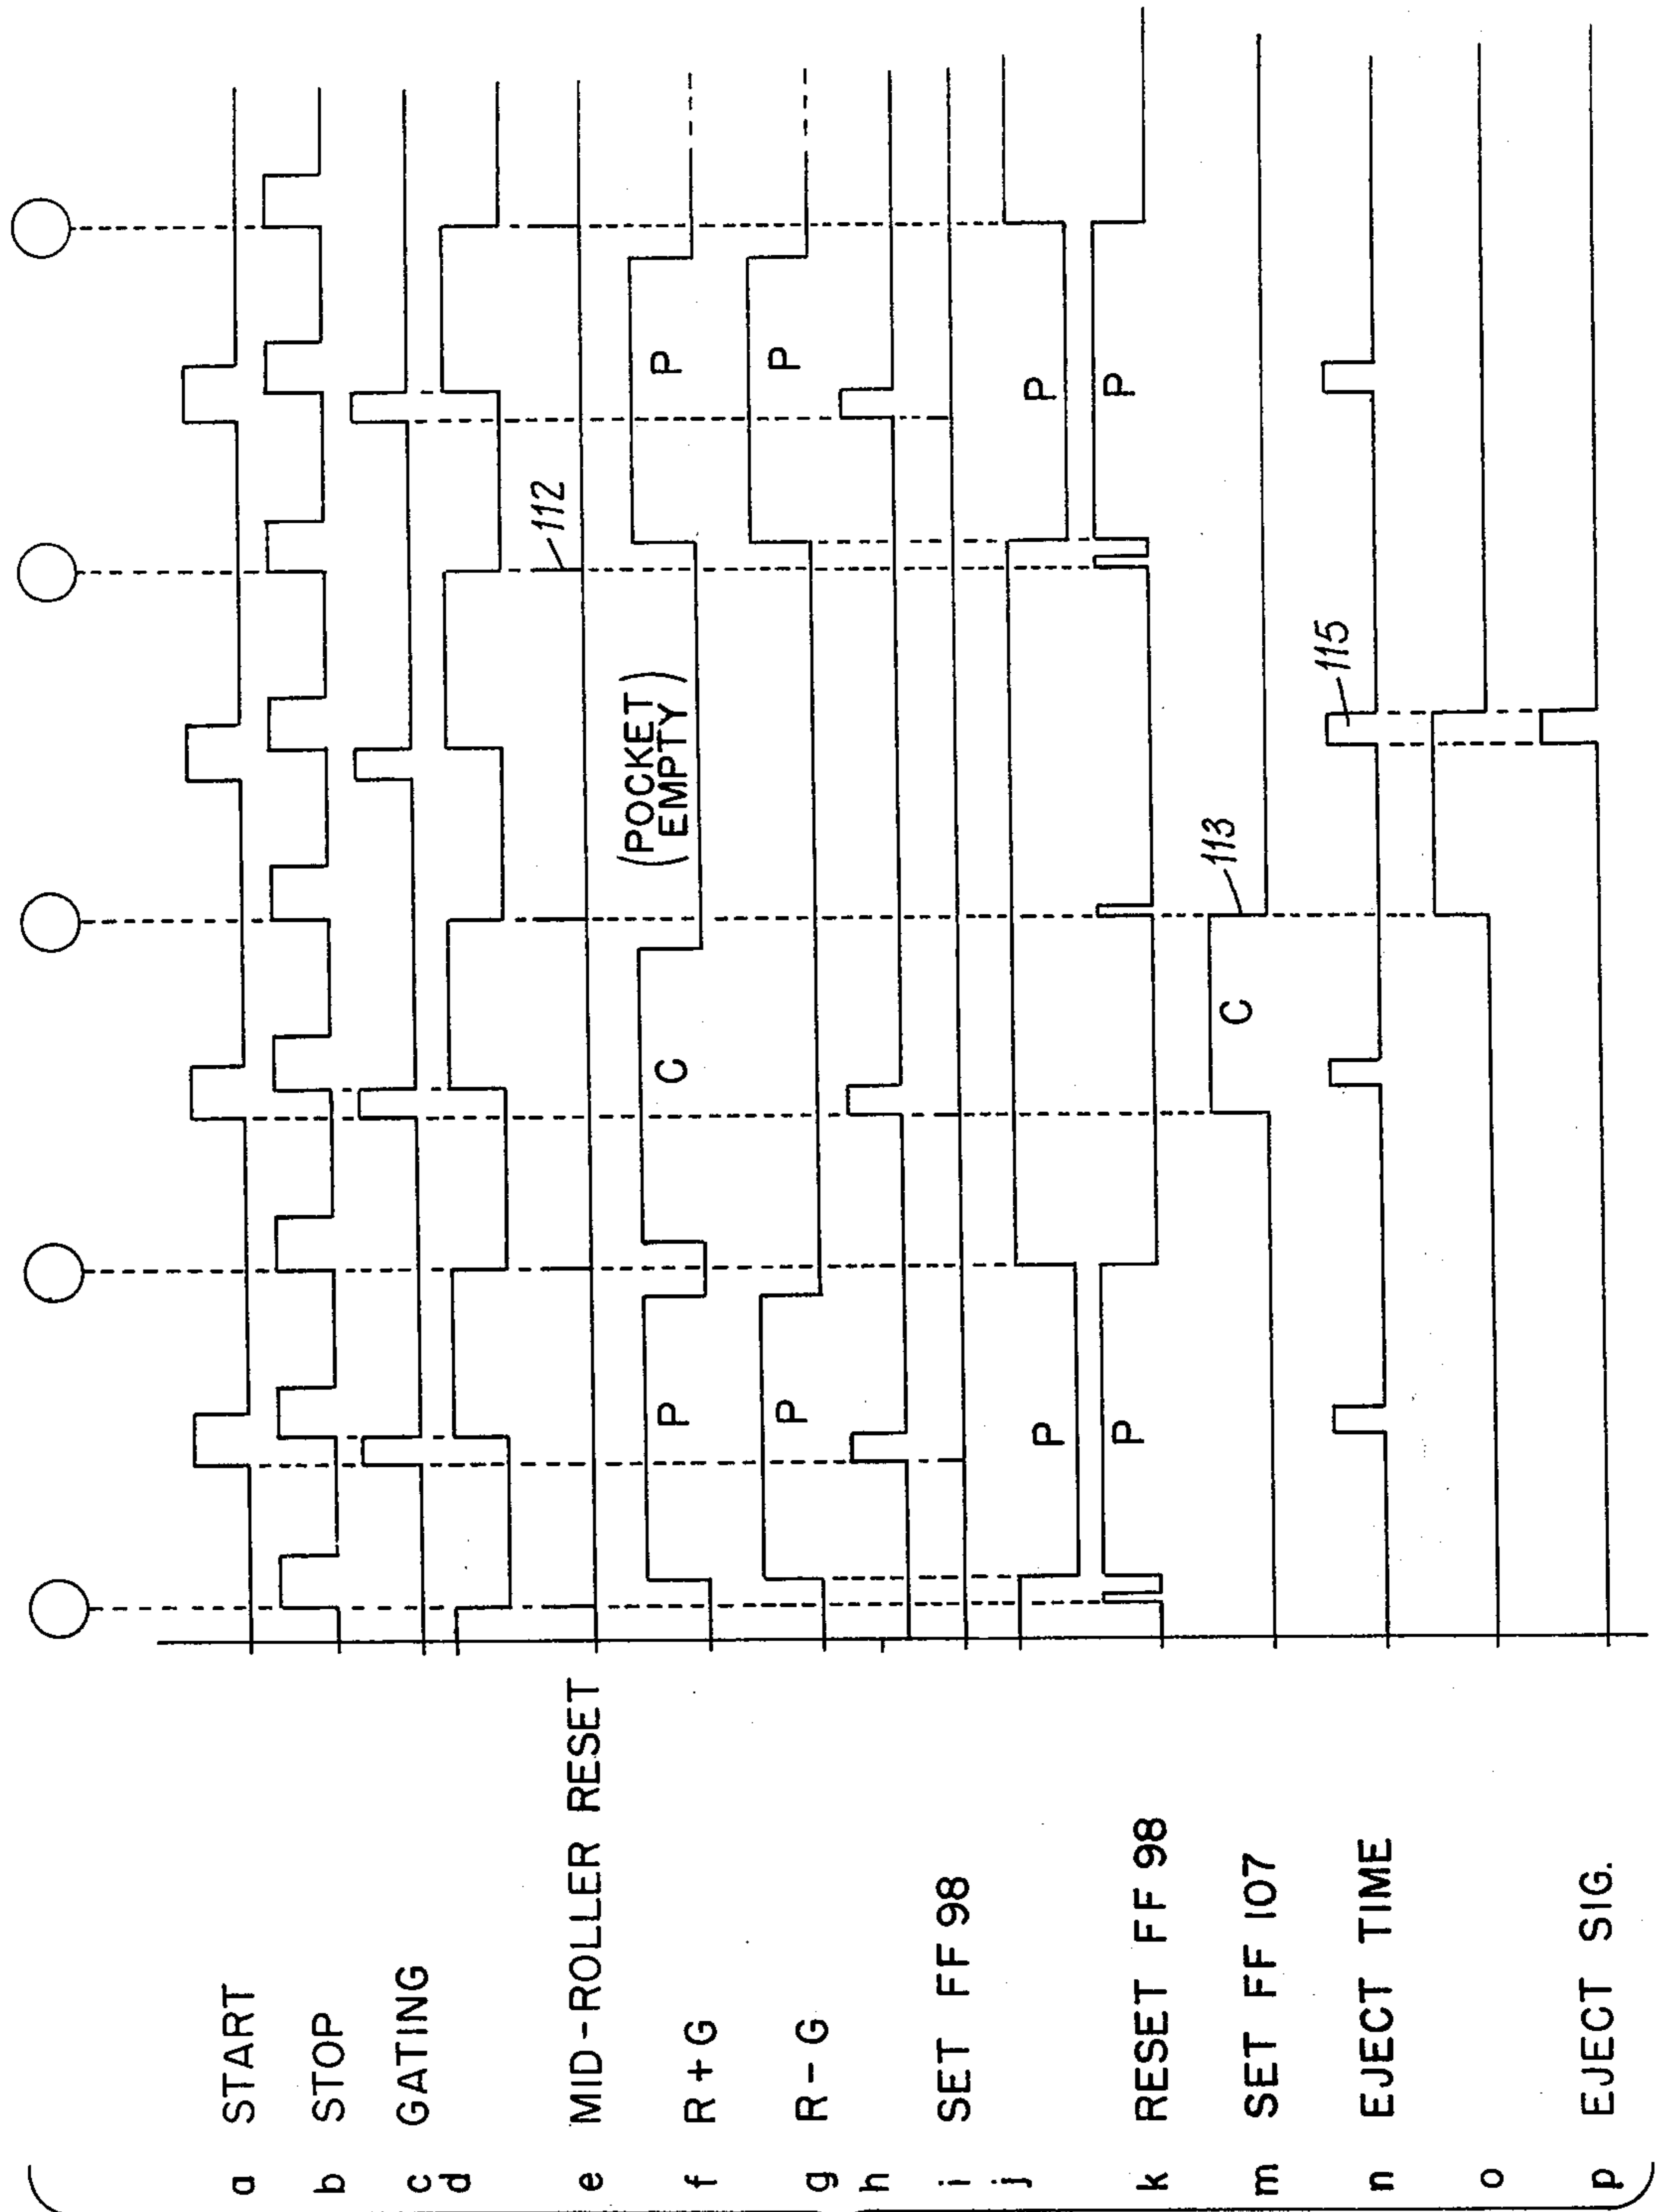 a START
b STOP
c GATING
d
e MID-ROLLER RESET
f R+G
g R-G
h
i SET FF 98
j
k RESET FF 98
m SET FF 107
n EJECT TIME
o
p EJECT SIG.
112
P C (POCKET EMPTY) P
P P
P P
P P
C 113
115